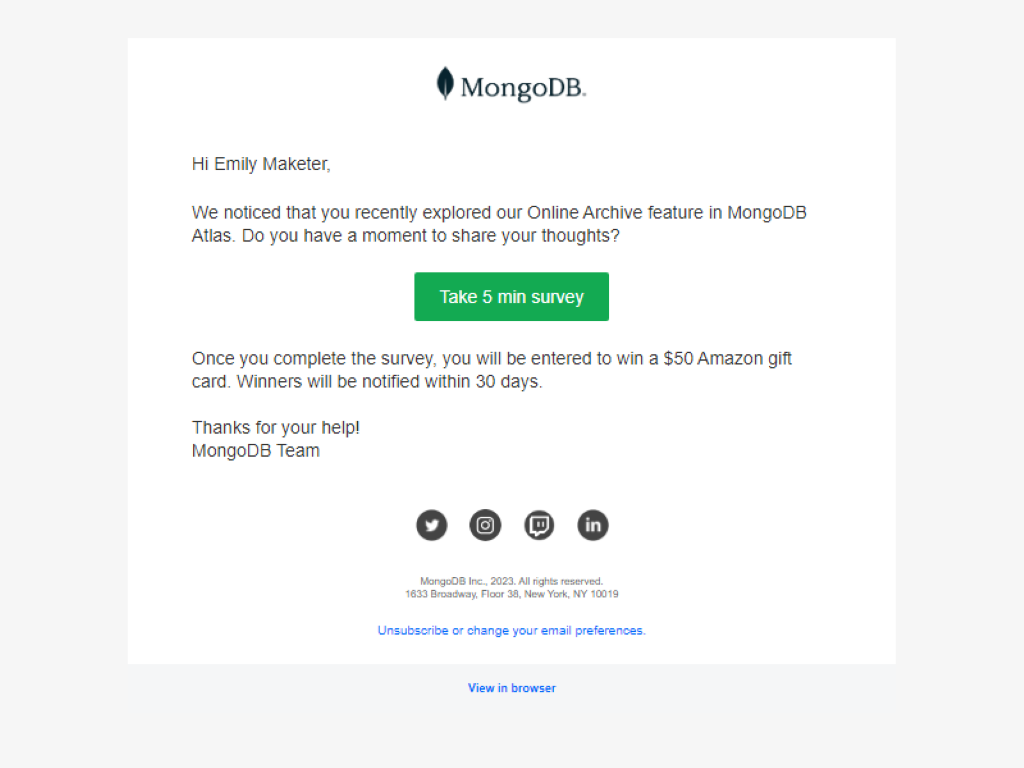 MongoDB.
Hi Emily Maketer,
We noticed that you recently explored our Online Archive feature in MongoDB
Atlas. Do you have a moment to share your thoughts?
Take 5 min survey
Once you complete the survey, you will be entered to win a $50 Amazon gift
card. Winners will be notified within 30 days.
Thanks for your help!
MongoDB Team
in
MongoDB Inc., 2023. All rights reserved.
1633 Broadway, Floor 38, New York, NY 10019
Unsubscribe or change your email preferences.
View in browser